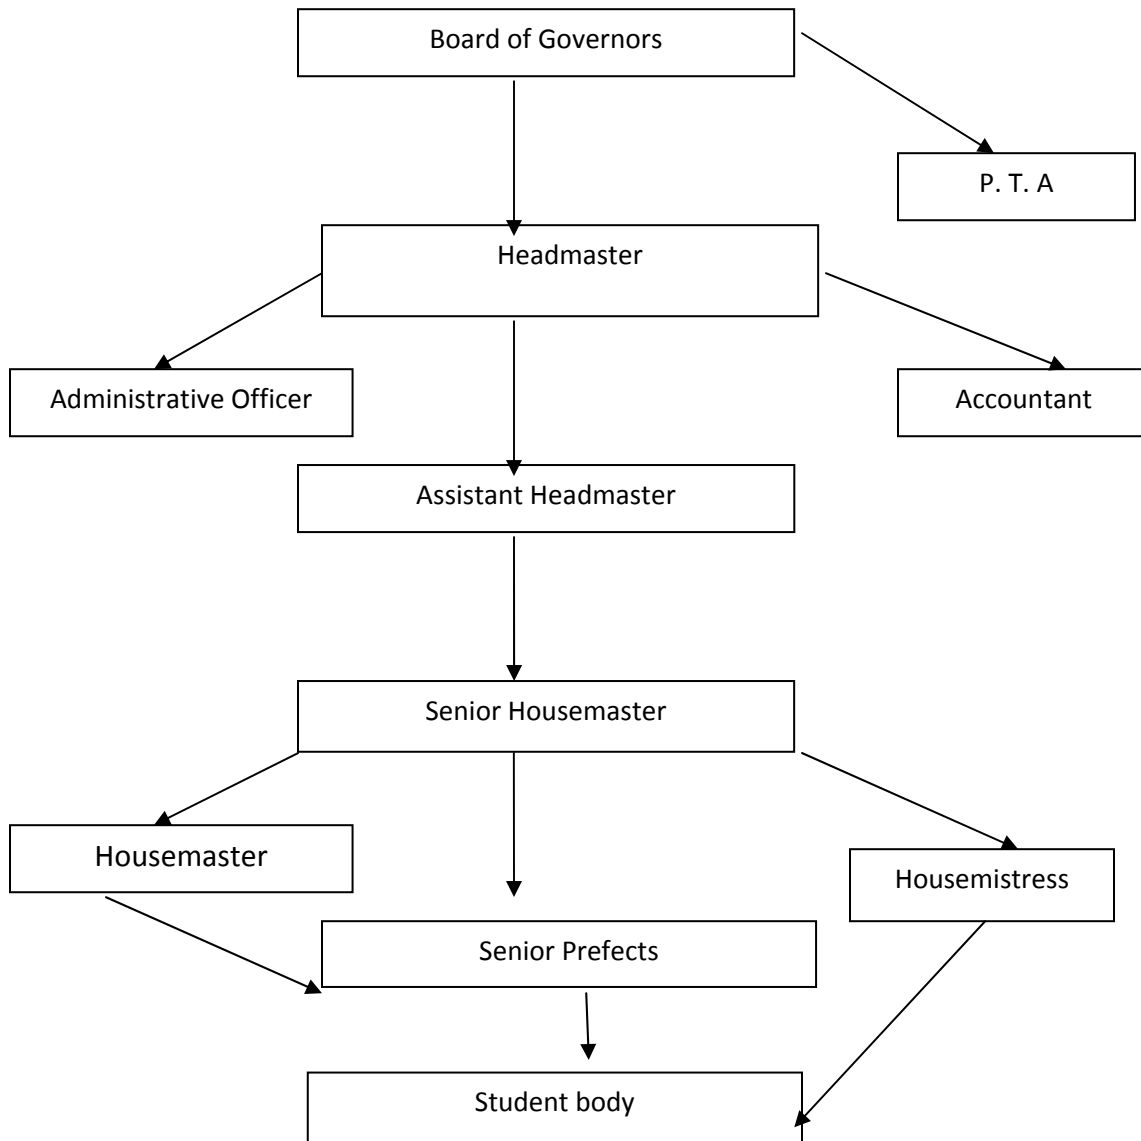 Board of Governors
P. T. A
Headmaster
Administrative Officer
Accountant
Assistant Headmaster
Senior Housemaster
Housemaster
Housemistress
Senior Prefects
Student body